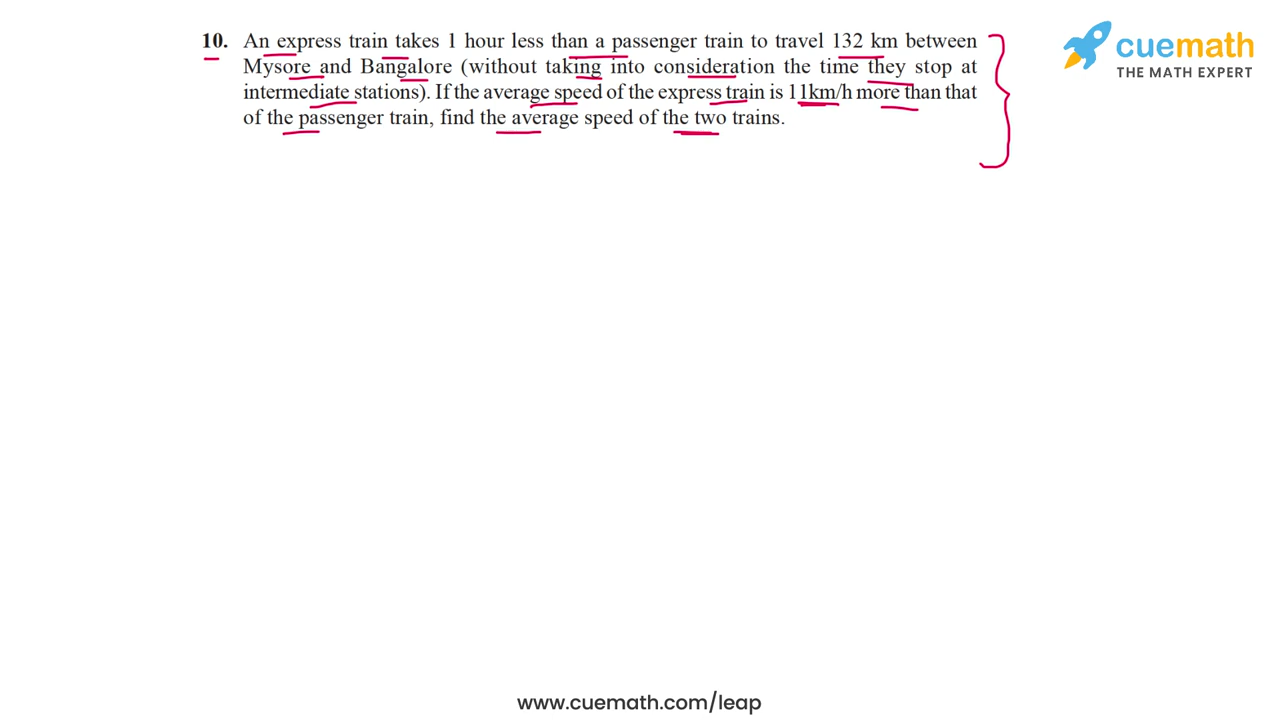 10. An express train takes 1 hour less than a passenger train to travel 132 km between
Mysore and Bangalore (without taking into consideration the time they stop at
intermediate stations). If the average speed of the express train is 11km/h more than that
of the passenger train, find the average speed of the two trains.
cuemath
THE MATH EXPERT
www.cuemath.com/leap